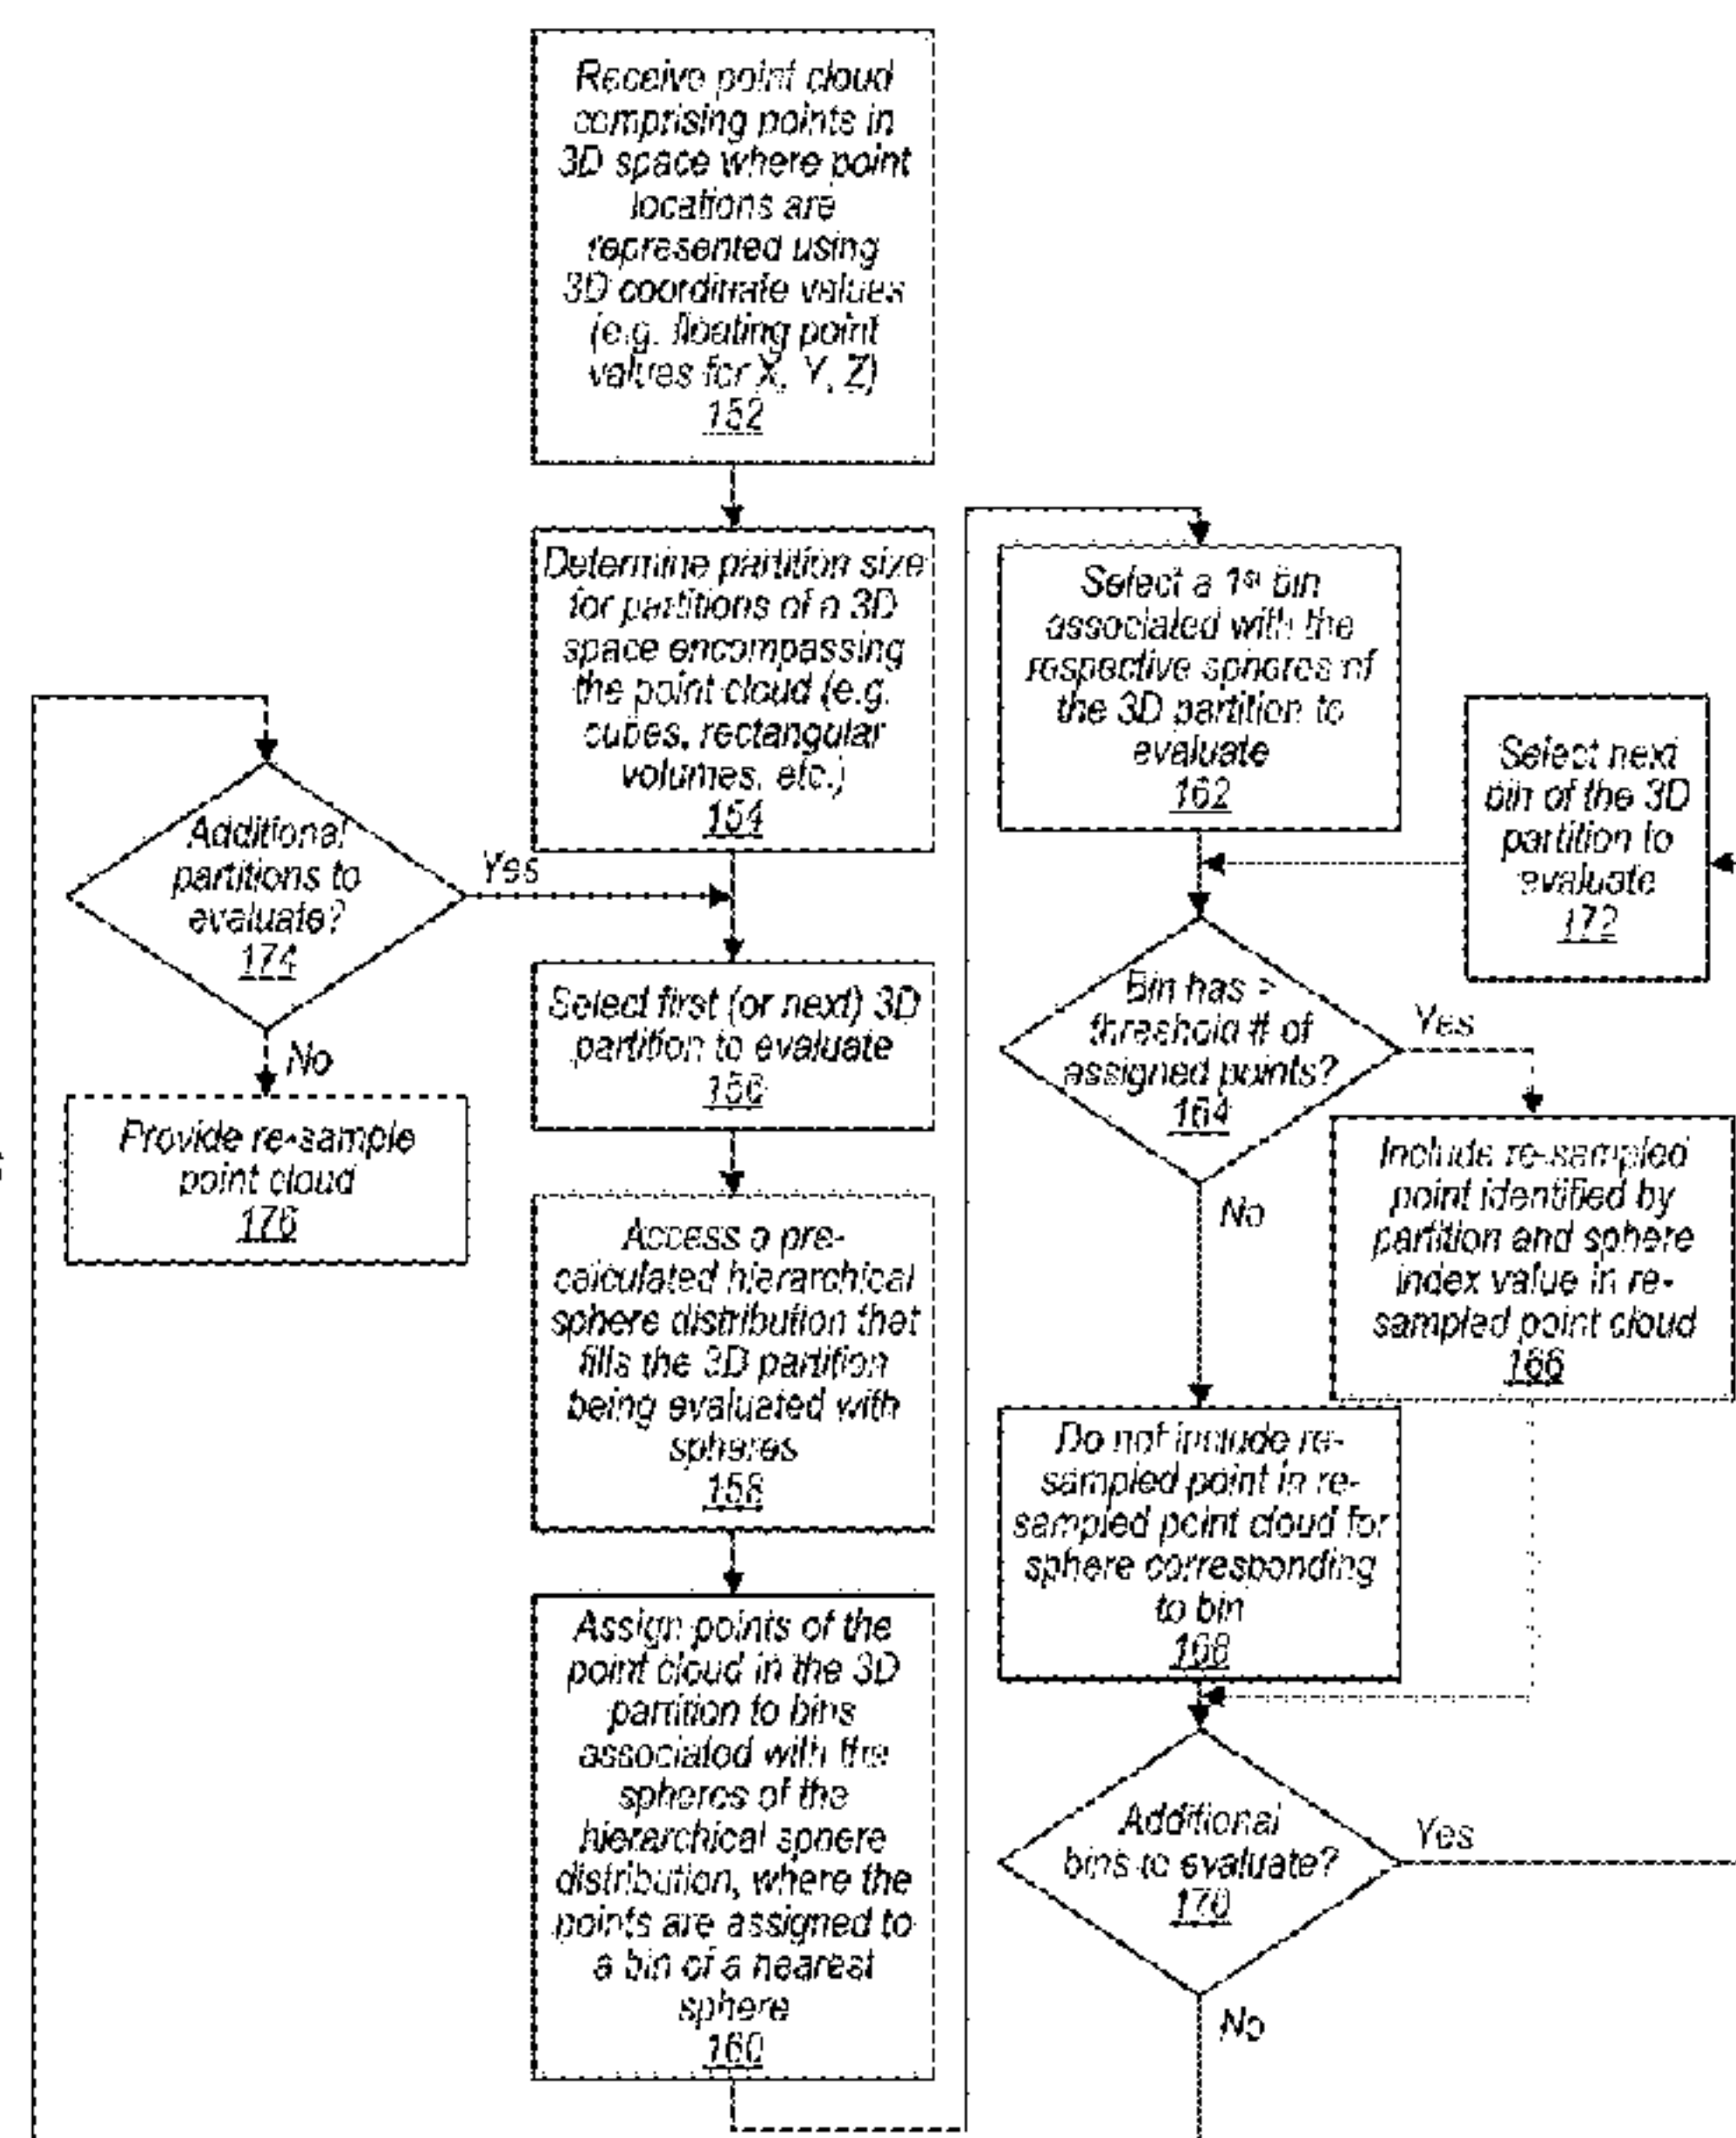 Receive point cloud
comprising points in
3D space where point
locations are
represented using
3D coordinate values
(e.g. floating point
values for X, Y, Z)
152
Determine partition size
for partitions of a 3D
space encompassing
the point cloud (e.g.
cubes, rectangular
volumes, etc.)
154
Additional
partitions to
evaluate?
174
Yes
No
Provide re-sample
point cloud
176
Select first (or next) 3D
partition to evaluate
156
Access a pre-
calculated hierarchical
sphere distribution that
fills the 3D partition
being evaluated with
spheres
158
Assign points of the
point cloud in the 3D
partition to bins
associated with the
spheres of the
hierarchical sphere
distribution, where the
points are assigned to
a bin of a nearest
sphere
160
Select a 1st bin
associated with the
respective spheres of
the 3D partition to
evaluate
162
Select next
bin of the 3D
partition to
evaluate
172
Bin has >
threshold # of
assigned points?
164
Yes
No
Include re-sampled
point identified by
partition and sphere
index value in re-
sampled point cloud
166
Do not include re-
sampled point in re-
sampled point cloud for
sphere corresponding
to bin
168
Additional
bins to evaluate?
170
Yes
No